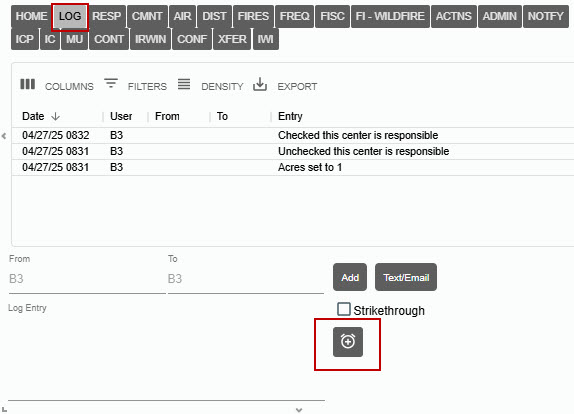 HOME LOG RESP CMNT AIR DIST FIRES FREQ FISC FI - WILDFIRE ACTNS ADMIN NOTFY
ICP IC MU CONT IRWIN CONF XFER IWI
COLUMNS FILTERS DENSITY EXPORT
Date User From To Entry
04/27/25 0832 B3 Checked this center is responsible
04/27/25 0831 B3 Unchecked this center is responsible
04/27/25 0831 B3 Acres set to 1
From To
B3 B3 Add Text/Email
Log Entry Strikethrough